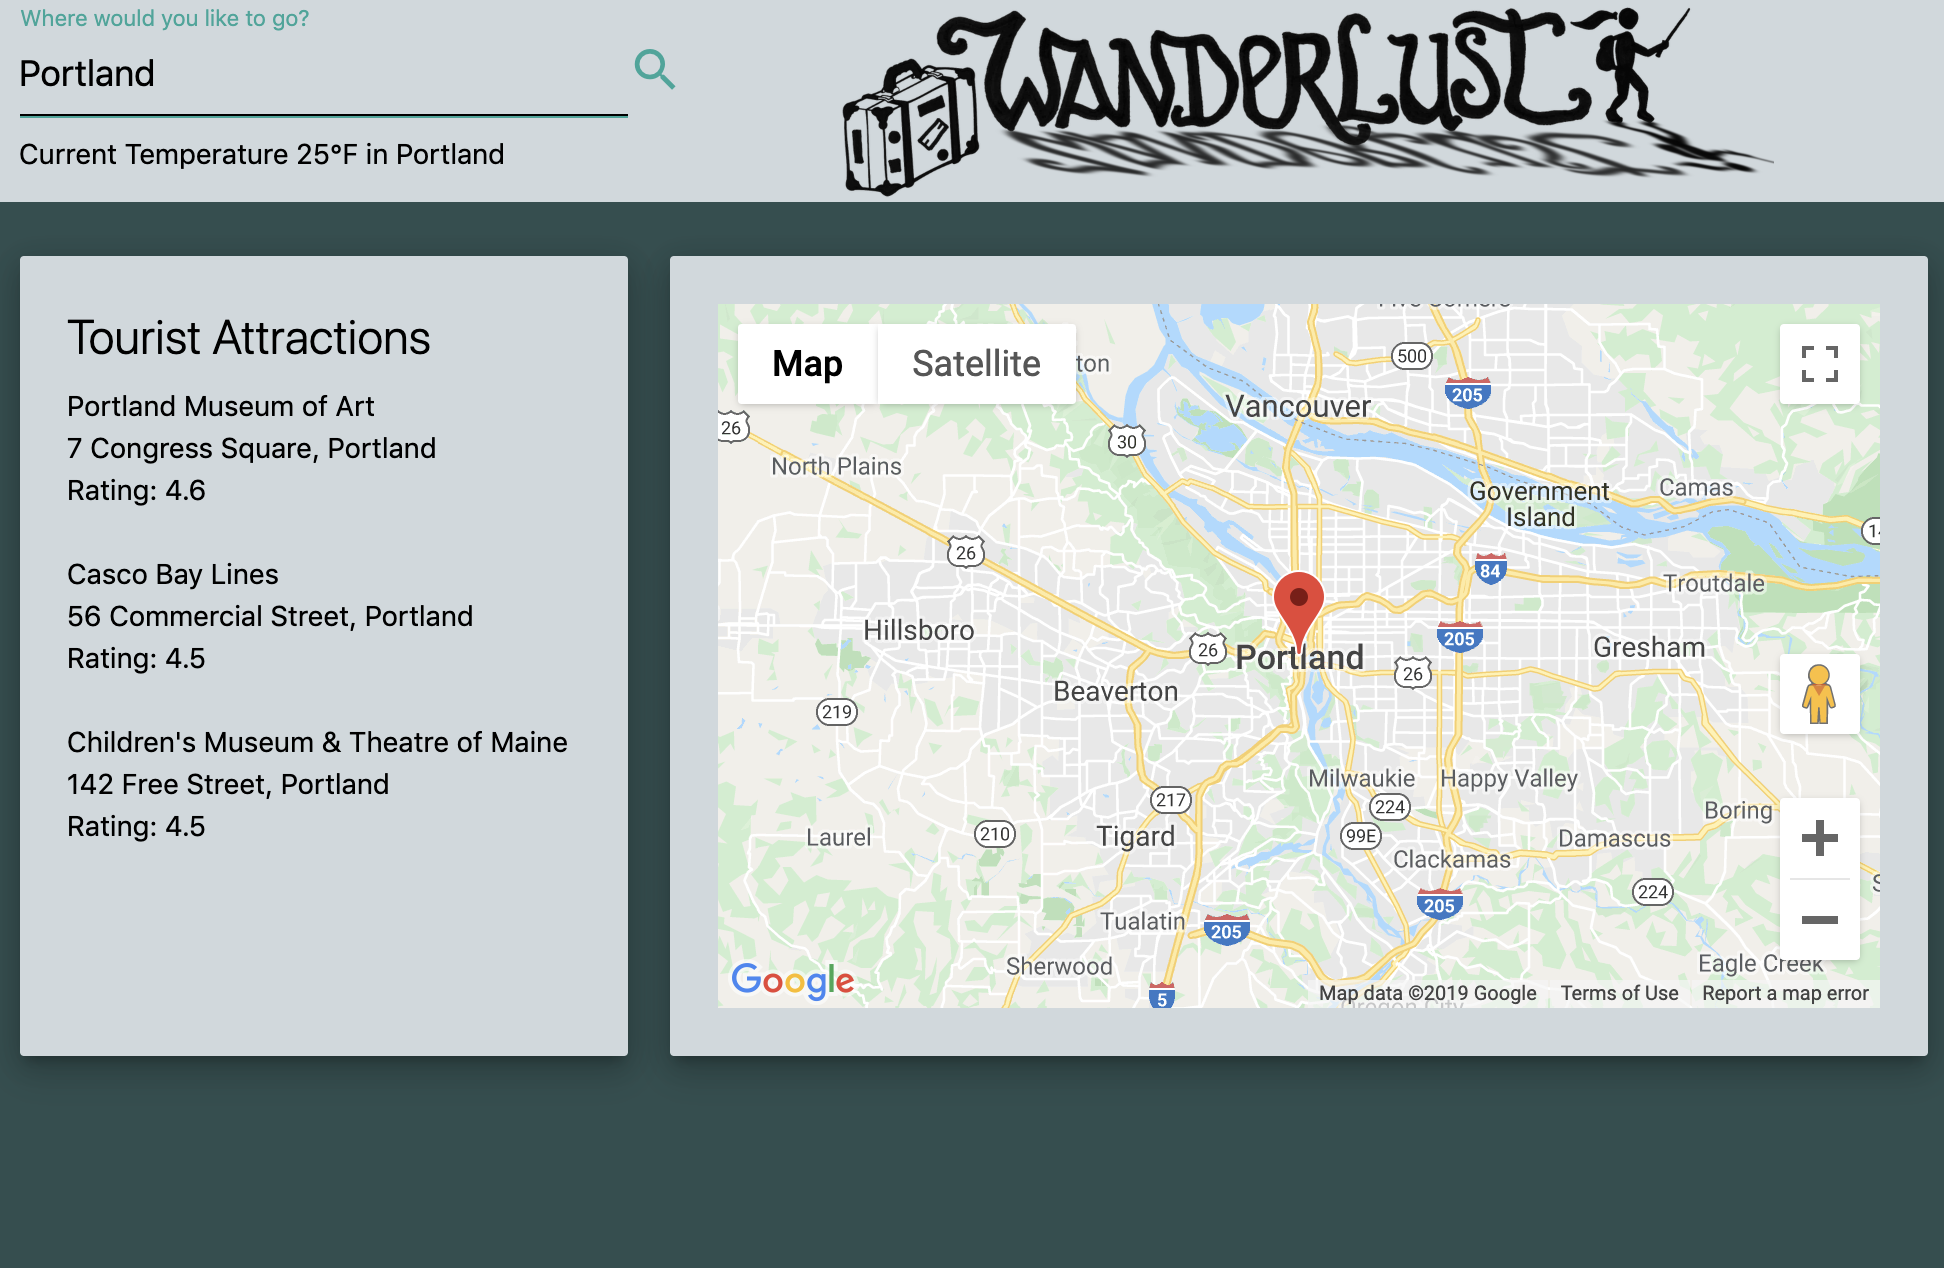 Where would you like to go?
Portland
Current Temperature 25°F in Portland
WANDERLUST
Tourist Attractions
Portland Museum of Art
7 Congress Square, Portland
Rating: 4.6
Casco Bay Lines
56 Commercial Street, Portland
Rating: 4.5
Children's Museum & Theatre of Maine
142 Free Street, Portland
Rating: 4.5
Map
Satellite
ton
500
205
Vancouver
26
30
North Plains
Government
Island
Camas
26
84
Troutdale
Hillsboro
205
26
Portland
26
Gresham
Beaverton
219
Milwaukie
Happy Valley
217
224
Boring
Laurel
210
Tigard
99E
Damascus
Clackamas
224
205
Tualatin
205
Sherwood
Eagle Creek
Google
5
Map data ©2019 Google
Terms of Use
Report a map error